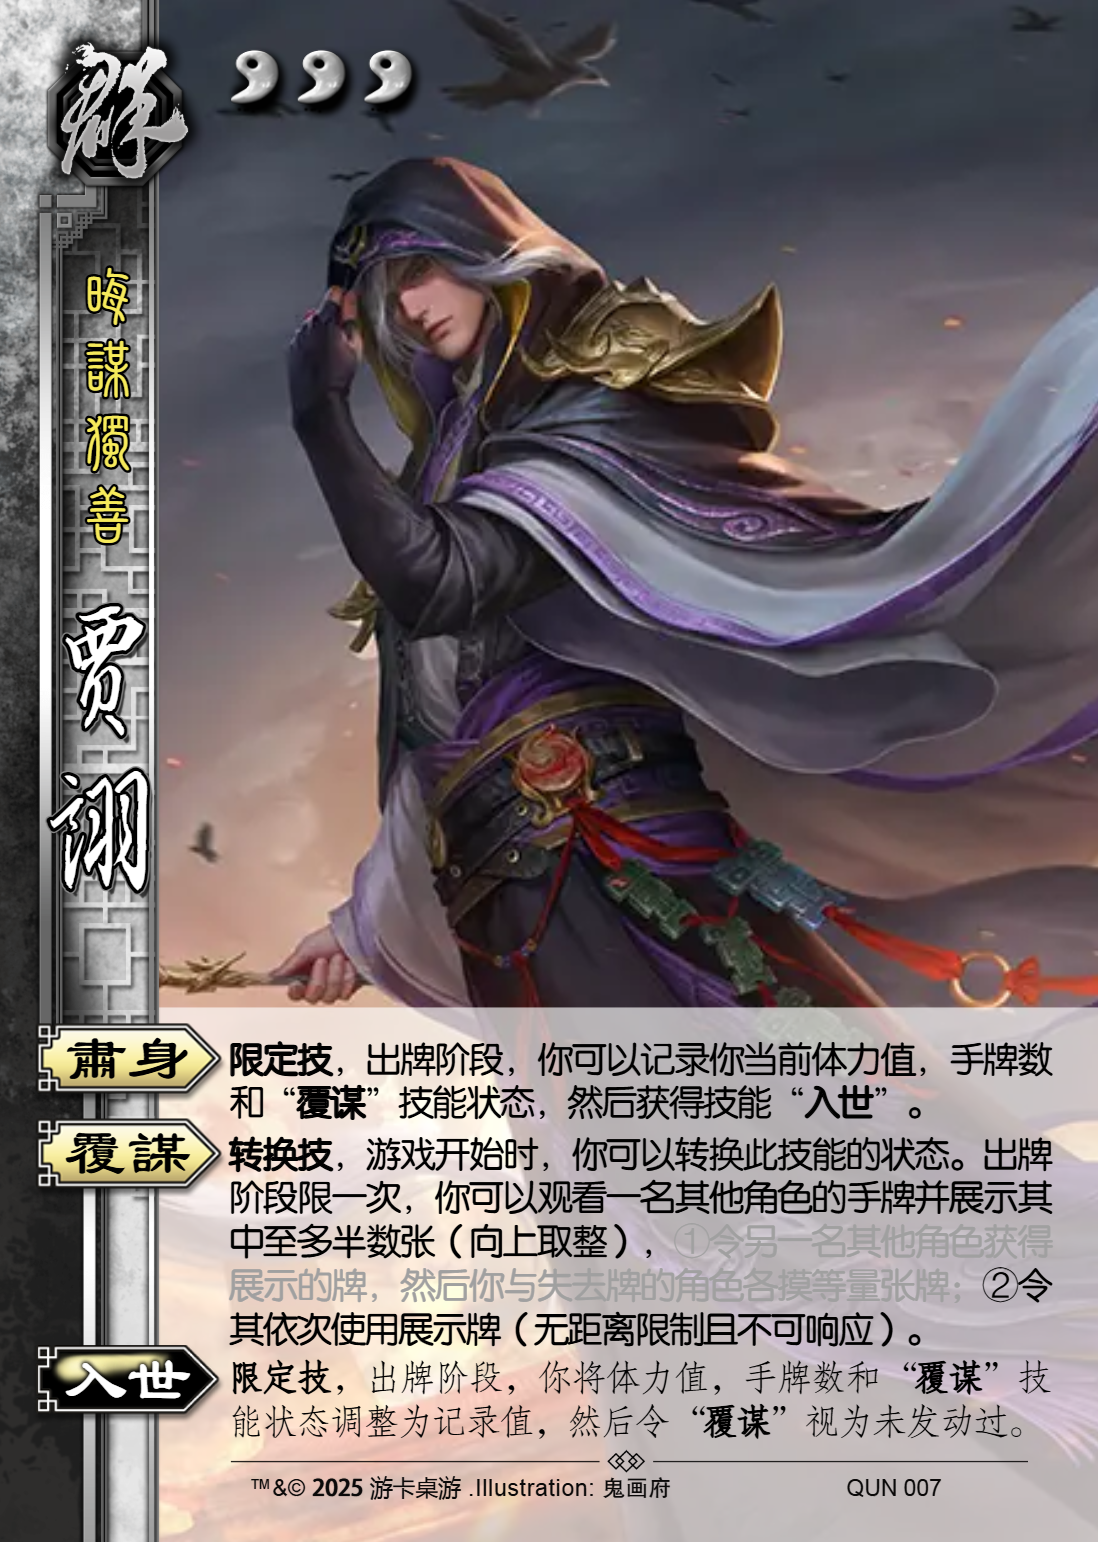 群
晦謀獨善
贾诩
肅身
限定技，出牌阶段，你可以记录你当前体力值，手牌数
和“覆谋”技能状态，然后获得技能“入世”。
覆謀
转换技，游戏开始时，你可以转换此技能的状态。出牌
阶段限一次，你可以观看一名其他角色的手牌并展示其
中至多半数张（向上取整），①令另一名其他角色获得
展示的牌，然后你与失去牌的角色各摸等量张牌；②令
其依次使用展示牌（无距离限制且不可响应）。
入世
限定技，出牌阶段，你将体力值，手牌数和“覆谋”技
能状态调整为记录值，然后令“覆谋”视为未发动过。
™&© 2025 游卡桌游 .Illustration: 鬼画府
QUN 007